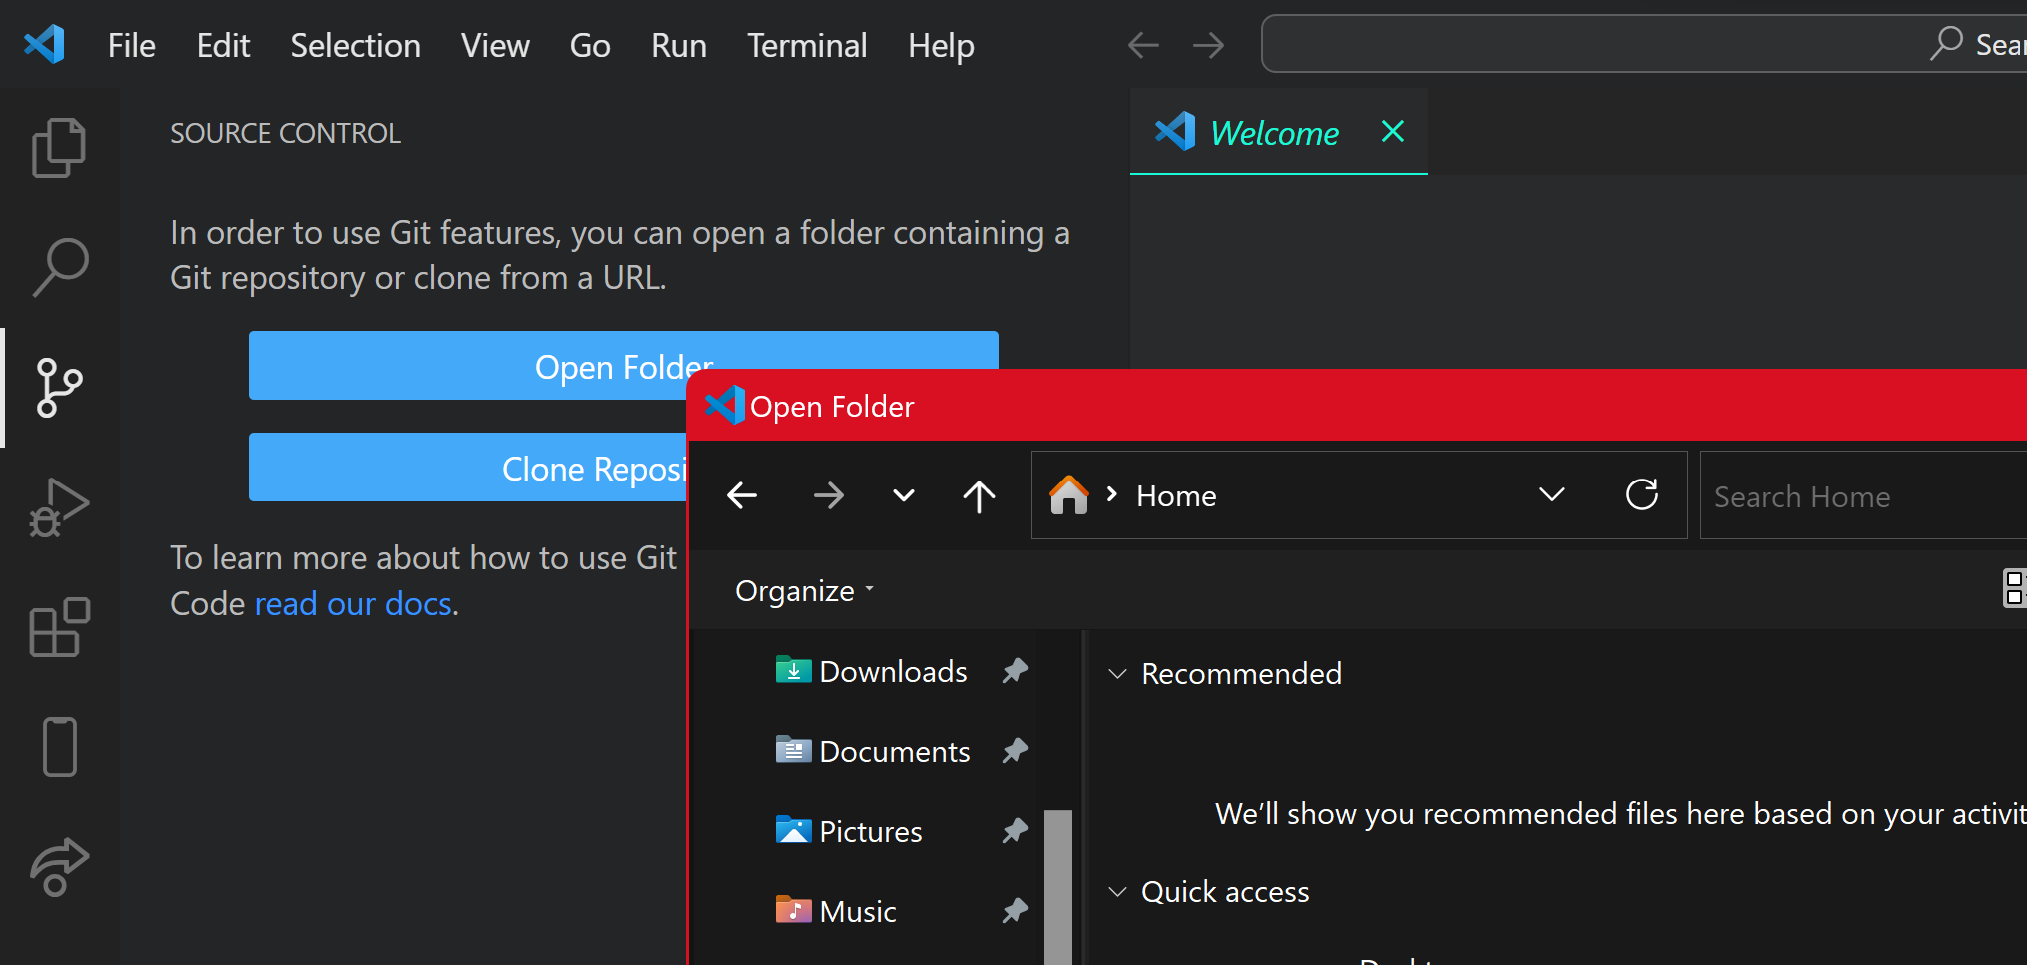 File Edit Selection View Go Run Terminal Help
SOURCE CONTROL
Welcome
In order to use Git features, you can open a folder containing a
Git repository or clone from a URL.
Open Folder
Clone
To learn more about how to use Git
Code read our docs.
Open Folder
Home
Search Home
Organize
Downloads
Documents
Pictures
Music
Recommended
We’ll show you recommended files here based on your
Quick access